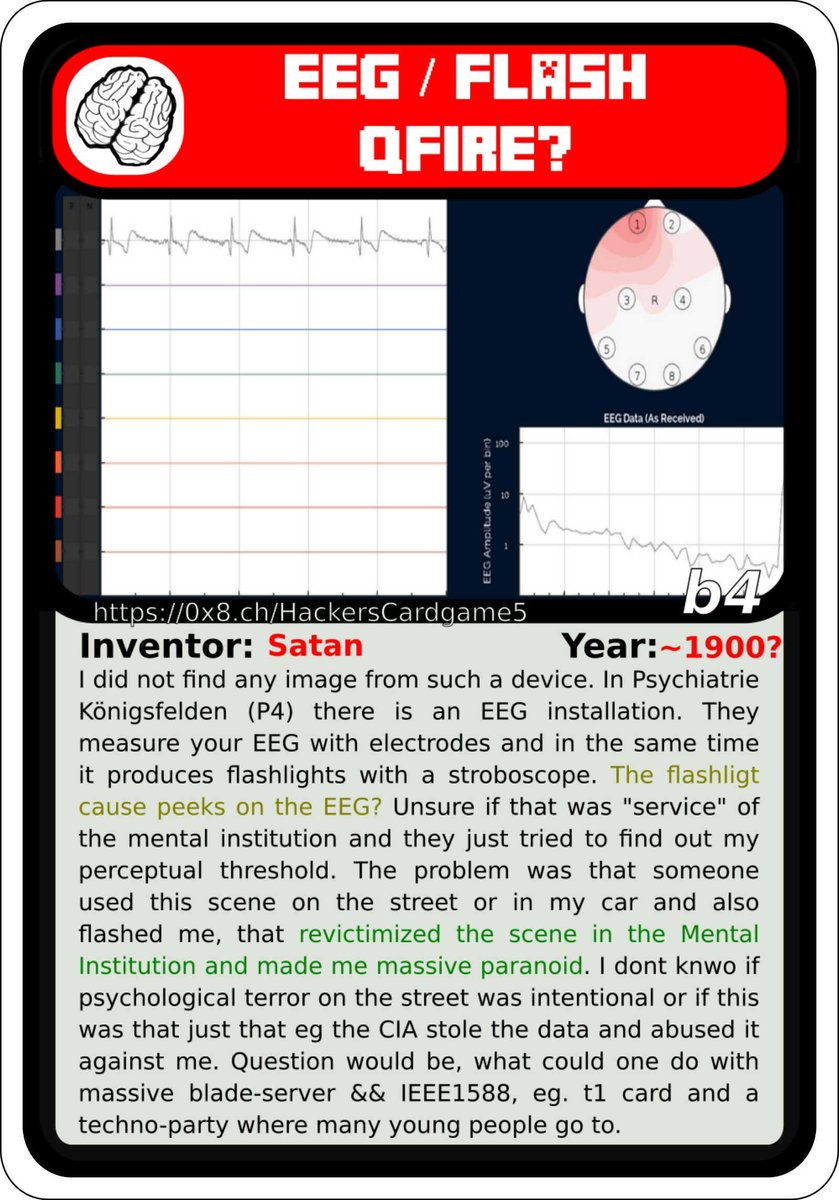 EEG / FLASH
QFIRE?
P N
1 2
3 R 4
5 6
7 8
EEG Data (As Received)
EEG Amplitude (uV per bin)
100
10
1
b4
https://0x8.ch/HackersCardgame5
Inventor: Satan Year:~1900?
I did not find any image from such a device. In Psychiatrie
Königsfelden (P4) there is an EEG installation. They
measure your EEG with electrodes and in the same time
it produces flashlights with a stroboscope. The flashligt
cause peeks on the EEG? Unsure if that was "service" of
the mental institution and they just tried to find out my
perceptual threshold. The problem was that someone
used this scene on the street or in my car and also
flashed me, that revictimized the scene in the Mental
Institution and made me massive paranoid. I dont knwo if
psychological terror on the street was intentional or if this
was that just that eg the CIA stole the data and abused it
against me. Question would be, what could one do with
massive blade-server && IEEE1588, eg. t1 card and a
techno-party where many young people go to.